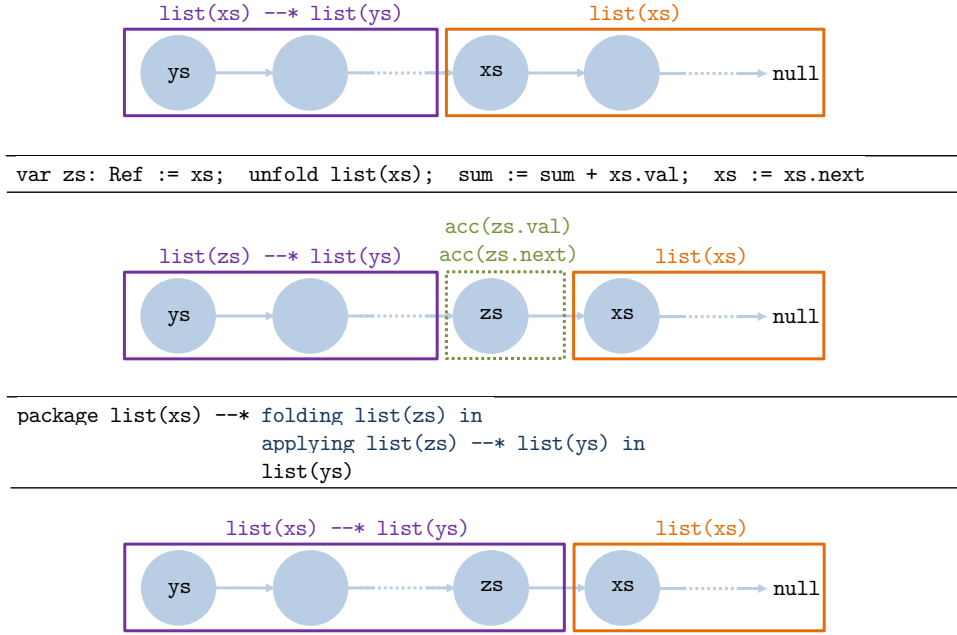 list(xs) --* list(ys) list(xs)
ys xs null
var zs: Ref := xs; unfold list(xs); sum := sum + xs.val; xs := xs.next
acc(zs.val)
list(zs) --* list(ys) acc(zs.next) list(xs)
ys zs xs null
package list(xs) --* folding list(zs) in
applying list(zs) --* list(ys) in
list(ys)
list(xs) --* list(ys) list(xs)
ys zs xs null